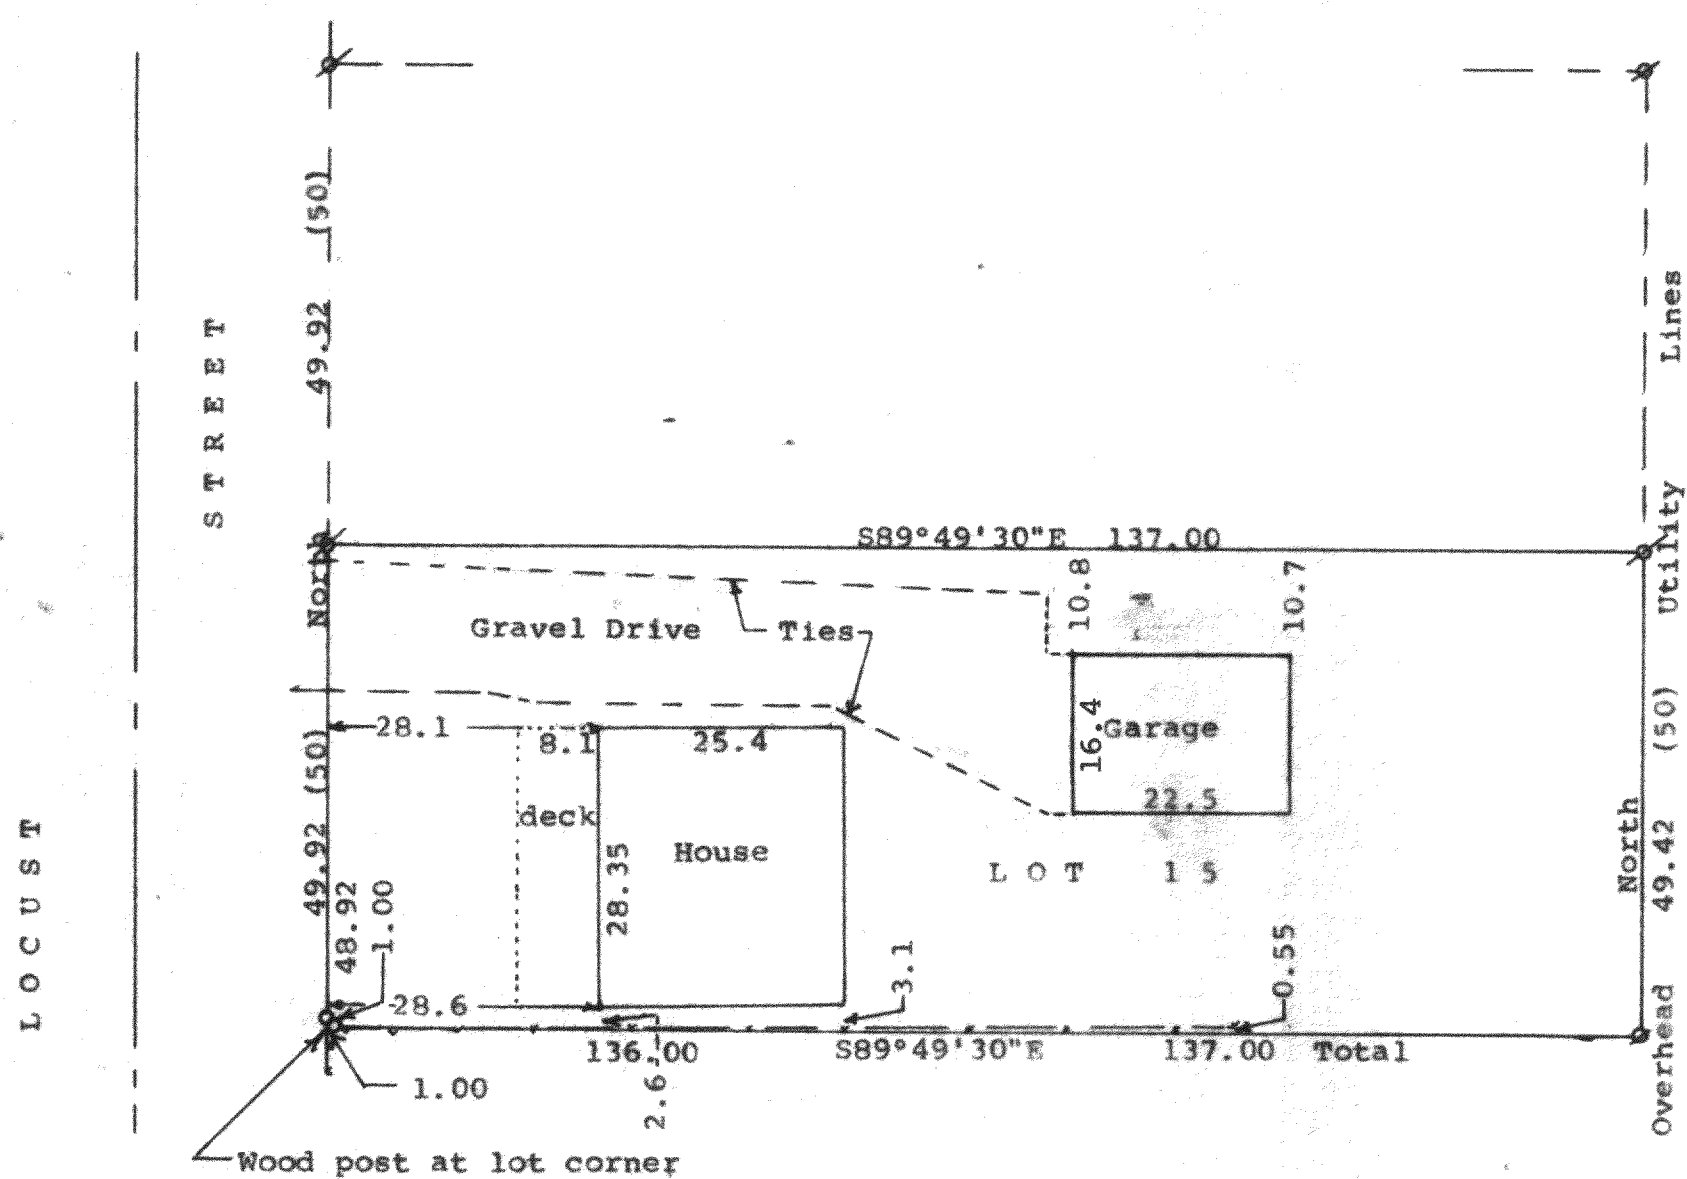 LOCUST
STREET
49.92 (50)
North
49.92 (50)
S89°49'30"E 137.00
10.8
10.7
Gravel Drive
Ties
28.1
8.1
25.4
16.4
Garage
22.5
deck
House
28.35
LOT 15
48.92
1.00
28.6
3.1
0.55
136.00
S89°49'30"E
137.00 Total
1.00
2.6
Wood post at lot corner
North
49.42 (50)
Overhead Utility Lines